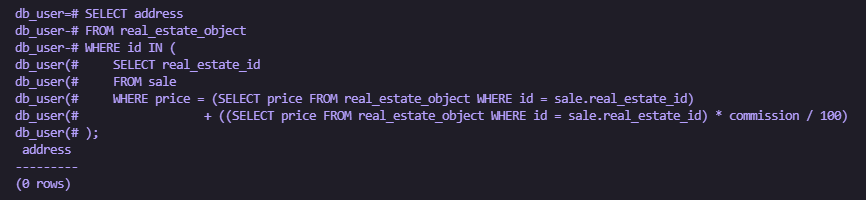 db_user=# SELECT address
db_user-# FROM real_estate_object
db_user-# WHERE id IN (
db_user(#     SELECT real_estate_id
db_user(#     FROM sale
db_user(#     WHERE price = (SELECT price FROM real_estate_object WHERE id = sale.real_estate_id)
db_user(#                 + ((SELECT price FROM real_estate_object WHERE id = sale.real_estate_id) * commission / 100)
db_user(# );
 address
---------
(0 rows)